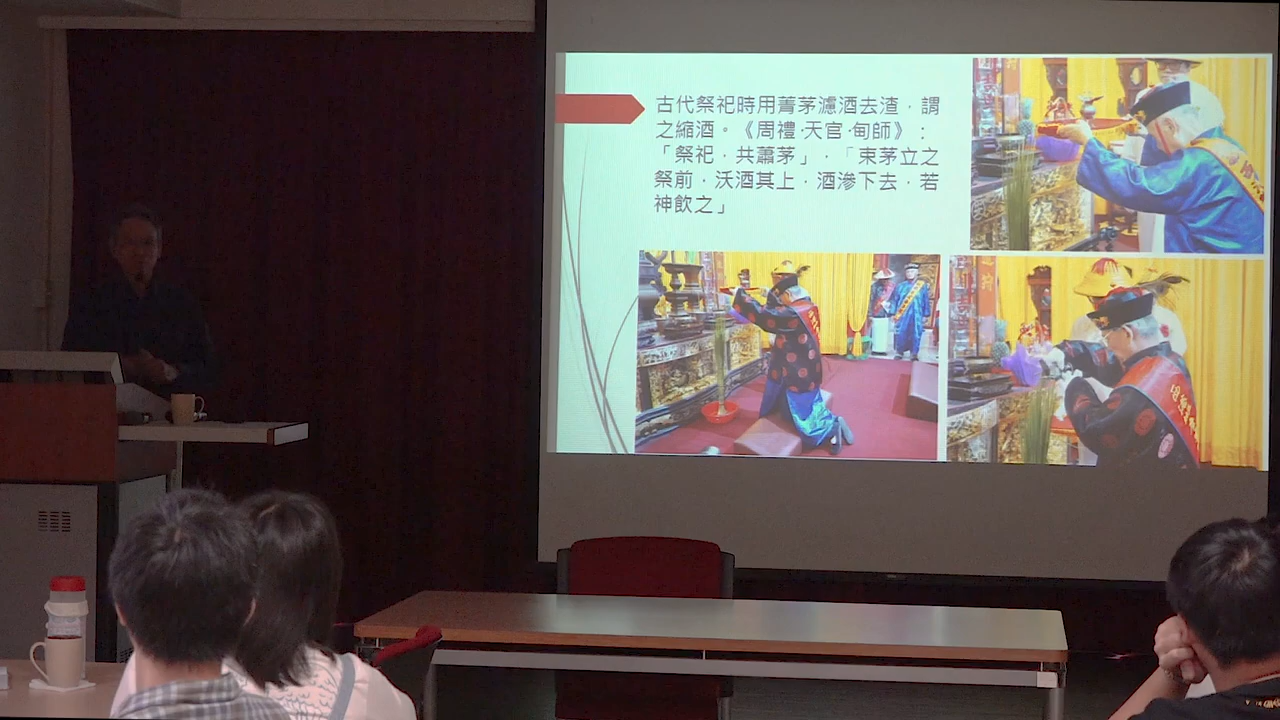 古代祭祀時用菁茅濾酒去渣，謂
之縮酒。《周禮·天官·甸師》：
「祭祀，共蕭茅」，「束茅立之
祭前，沃酒其上，酒滲下去，若
神飲之」